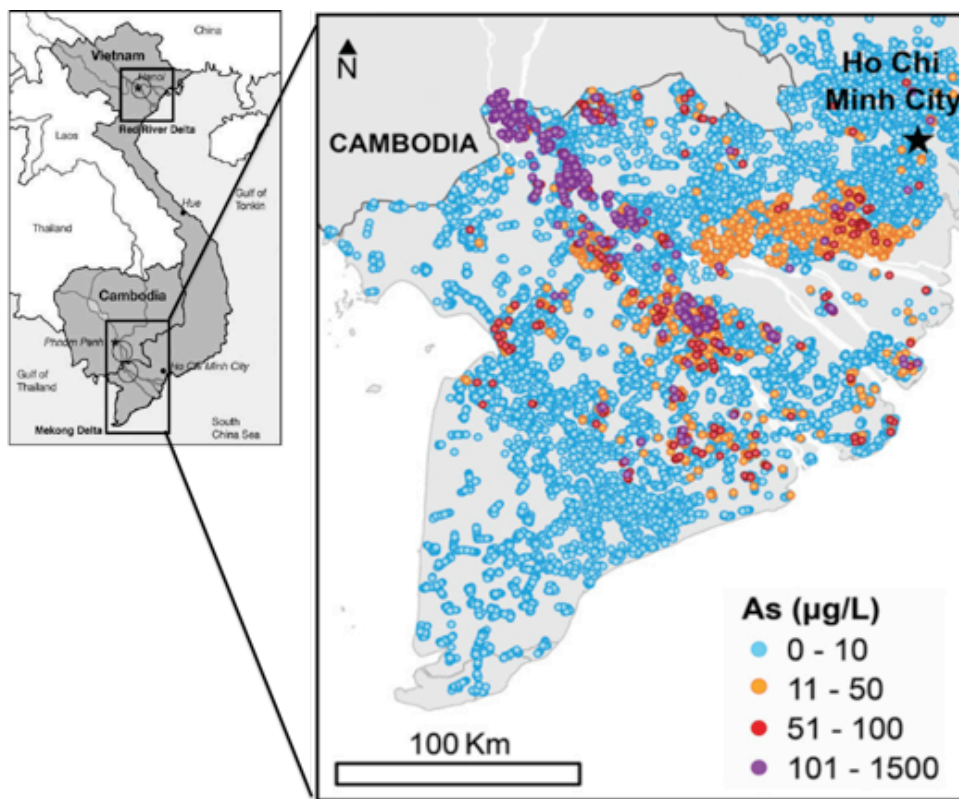 China
Vietnam
Hanoi
Red River Delta
Laos
Gulf of
Tonkin
Hue
Thailand
Cambodia
Phnom Penh
Ho Chi Minh City
Gulf of
Thailand
South
China Sea
Mekong Delta
N
Ho Chi
Minh City
CAMBODIA
As (µg/L)
0 - 10
11 - 50
51 - 100
101 - 1500
100 Km